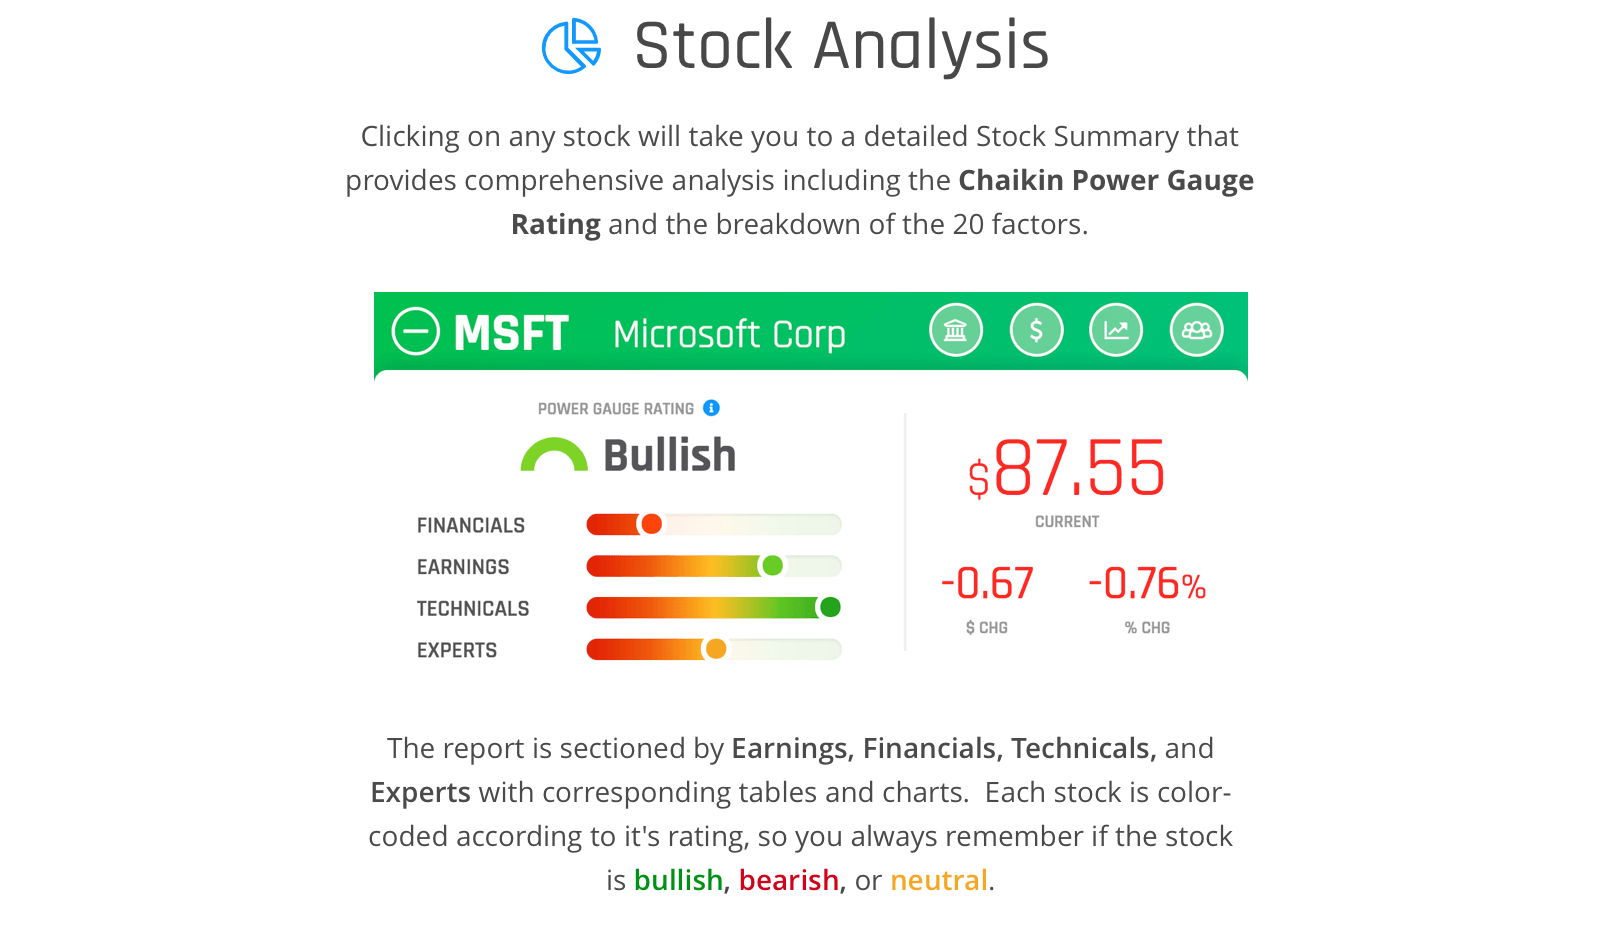 Stock Analysis
Clicking on any stock will take you to a detailed Stock Summary that
provides comprehensive analysis including the Chaikin Power Gauge
Rating and the breakdown of the 20 factors.
MSFT Microsoft Corp
POWER GAUGE RATING
Bullish
FINANCIALS
EARNINGS
TECHNICALS
EXPERTS
$87.55
CURRENT
-0.67 -0.76%
$ CHG % CHG
The report is sectioned by Earnings, Financials, Technicals, and
Experts with corresponding tables and charts.  Each stock is color-
coded according to it's rating, so you always remember if the stock
is bullish, bearish, or neutral.